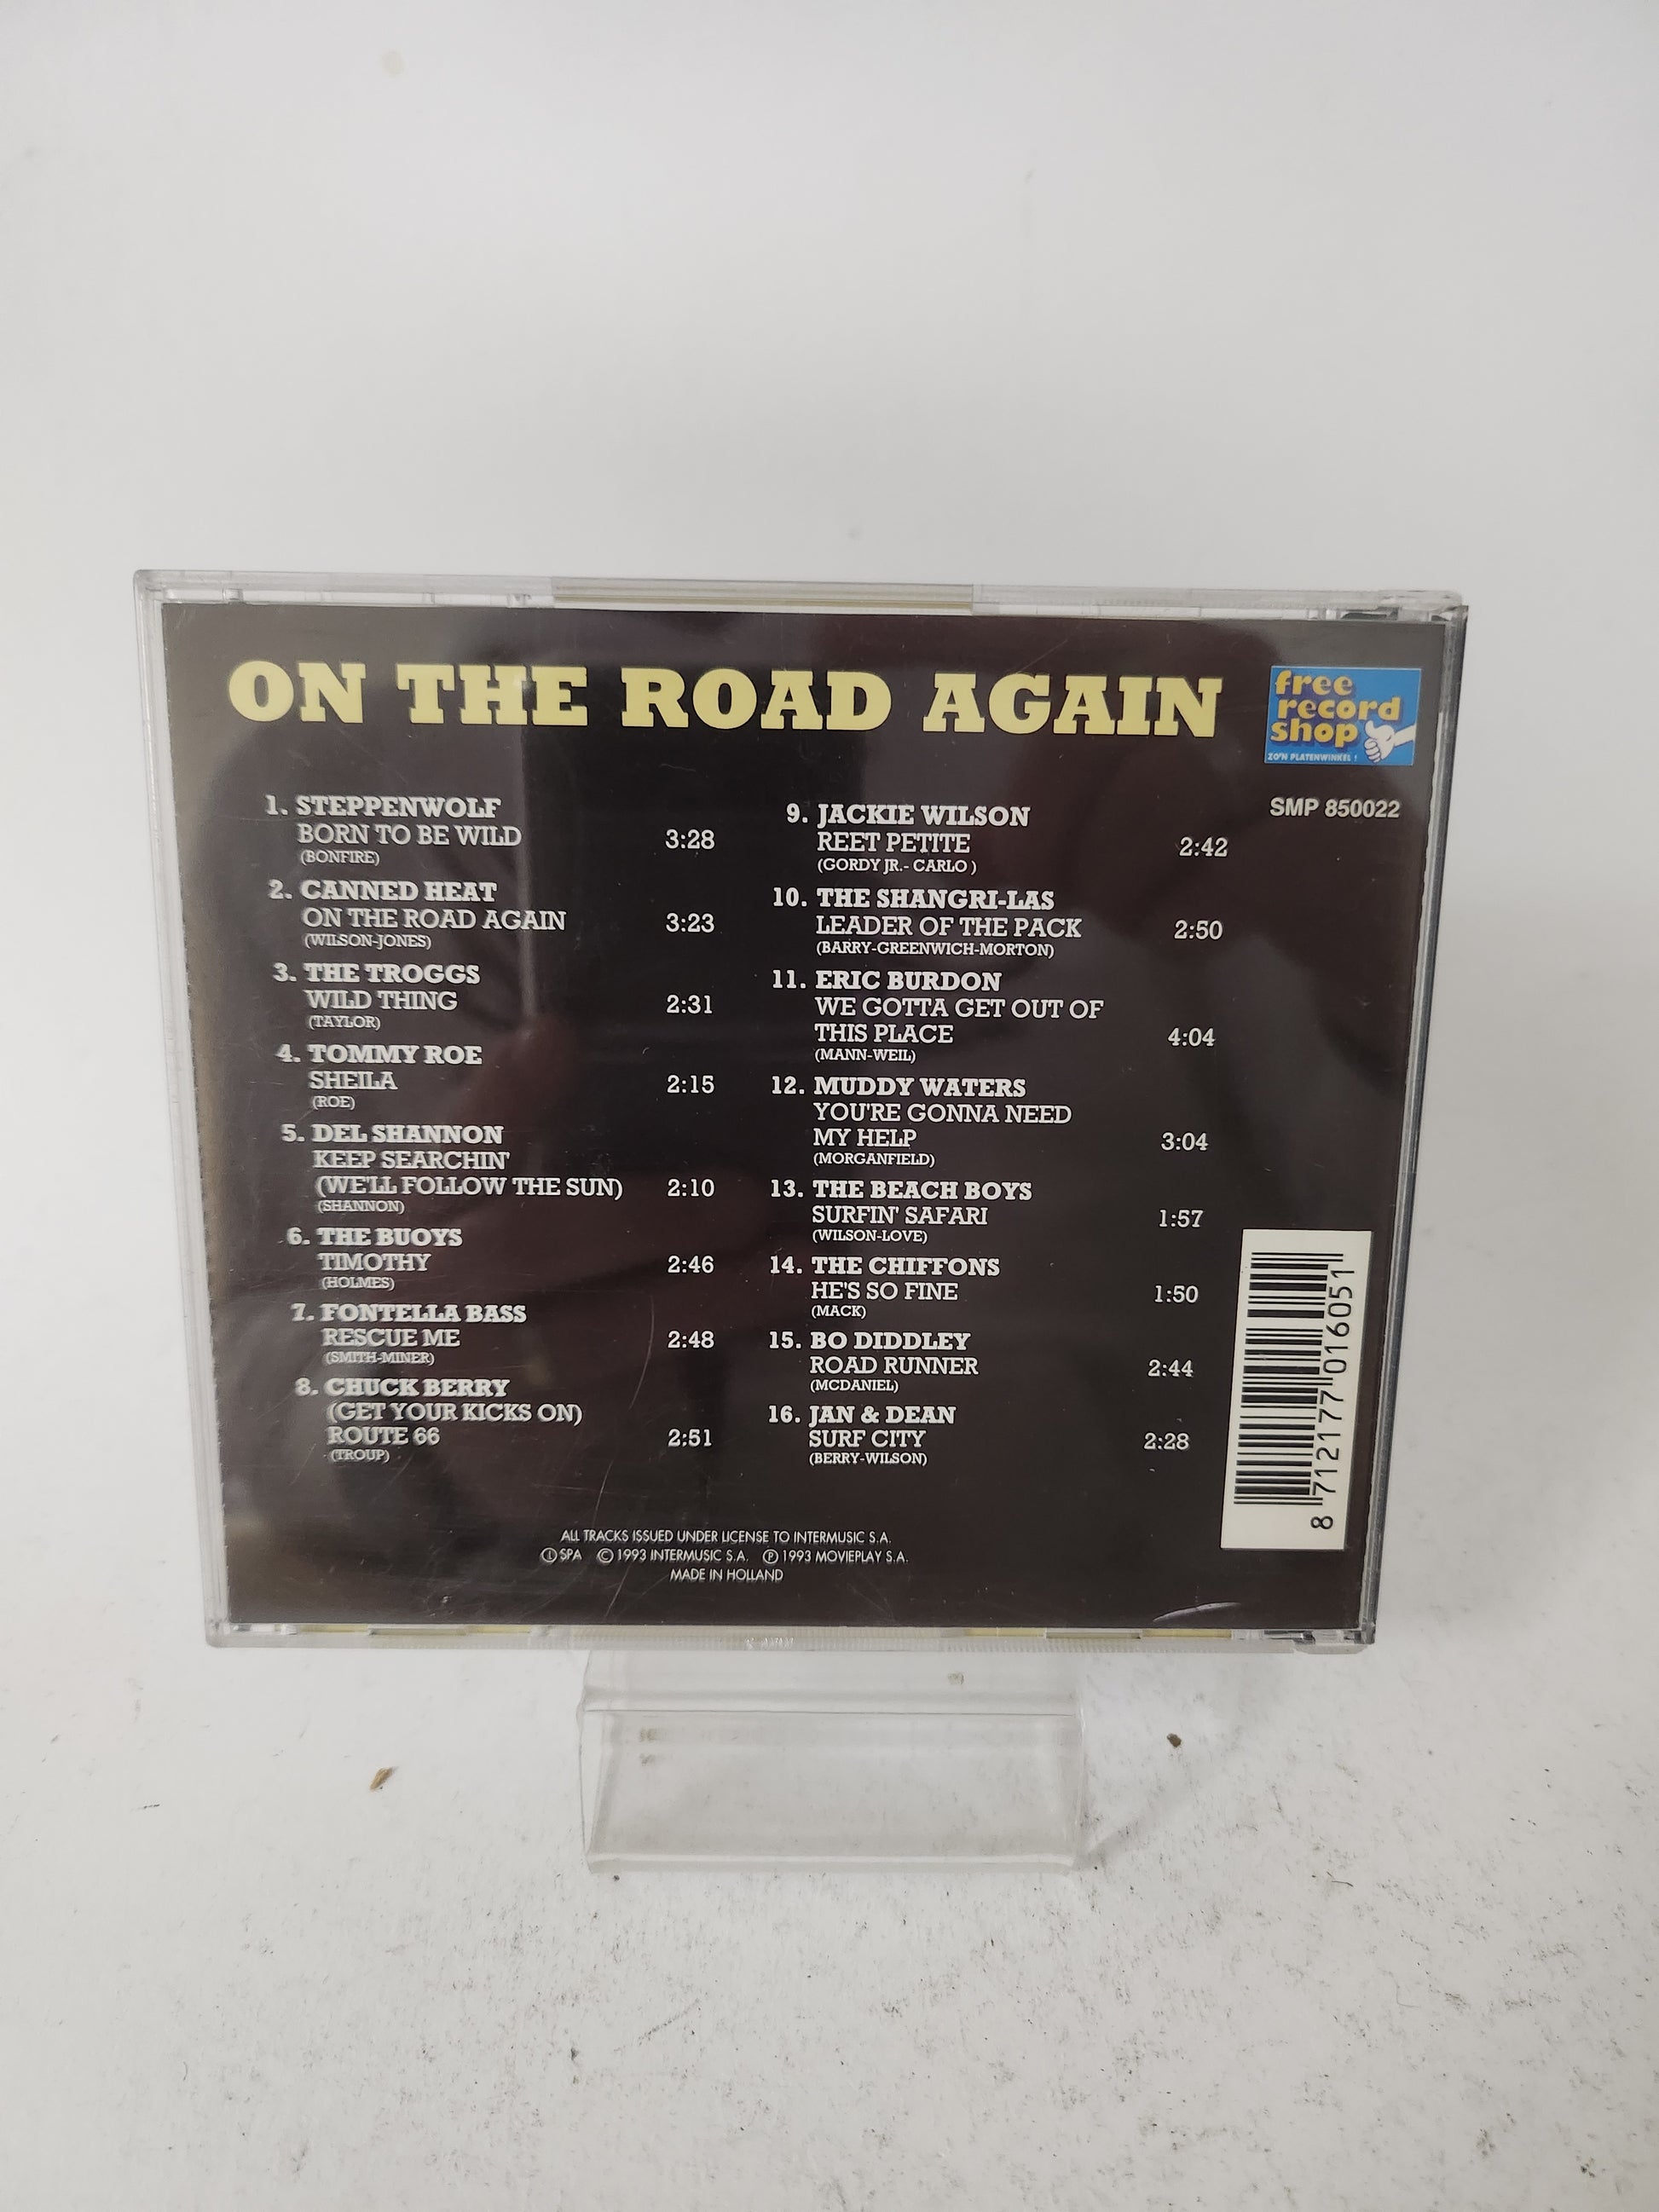 ON THE ROAD AGAIN
free
record
shop
ZO'N PLATENWINKEL !
SMP 850022
1. STEPPENWOLF
BORN TO BE WILD 3:28
(BONFIRE)
2. CANNED HEAT
ON THE ROAD AGAIN 3:23
(WILSON-JONES)
3. THE TROGGS
WILD THING 2:31
(TAYLOR)
4. TOMMY ROE
SHEILA 2:15
(ROE)
5. DEL SHANNON
KEEP SEARCHIN'
(WE'LL FOLLOW THE SUN) 2:10
(SHANNON)
6. THE BUOYS
TIMOTHY 2:46
(HOLMES)
7. FONTELLA BASS
RESCUE ME 2:48
(SMITH-MINER)
8. CHUCK BERRY
(GET YOUR KICKS ON)
ROUTE 66 2:51
(TROUP)
9. JACKIE WILSON
REET PETITE 2:42
(GORDY JR.- CARLO )
10. THE SHANGRI-LAS
LEADER OF THE PACK 2:50
(BARRY-GREENWICH-MORTON)
11. ERIC BURDON
WE GOTTA GET OUT OF
THIS PLACE 4:04
(MANN-WEIL)
12. MUDDY WATERS
YOU'RE GONNA NEED
MY HELP 3:04
(MORGANFIELD)
13. THE BEACH BOYS
SURFIN' SAFARI 1:57
(WILSON-LOVE)
14. THE CHIFFONS
HE'S SO FINE 1:50
(MACK)
15. BO DIDDLEY
ROAD RUNNER 2:44
(MCDANIEL)
16. JAN & DEAN
SURF CITY 2:28
(BERRY-WILSON)
8 712177 016051
ALL TRACKS ISSUED UNDER LICENSE TO INTERMUSIC S.A.
Ⓛ SPA © 1993 INTERMUSIC S.A. ℗ 1993 MOVIEPLAY S.A.
MADE IN HOLLAND